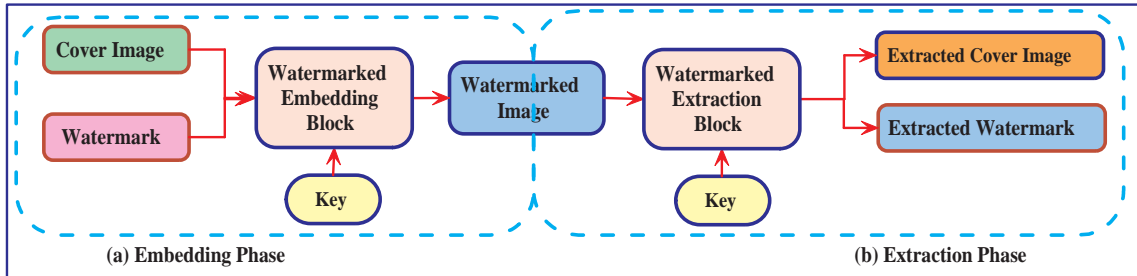 Cover Image
Watermark
Watermarked
Embedding
Block
Key
Watermarked
Image
Watermarked
Extraction
Block
Key
Extracted Cover Image
Extracted Watermark
(a) Embedding Phase
(b) Extraction Phase